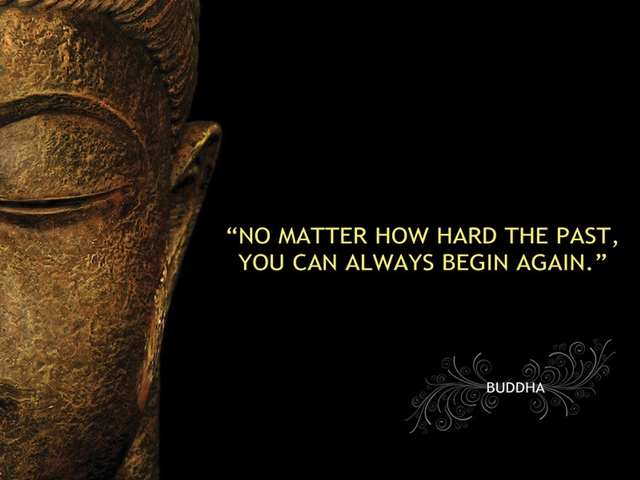 “NO MATTER HOW HARD THE PAST,
YOU CAN ALWAYS BEGIN AGAIN.”
BUDDHA